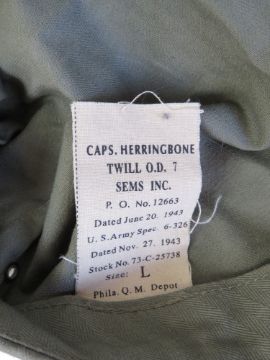 CAPS. HERRINGBONE
TWILL O.D. 7
SEMS INC.
P. O. No. 12663
Dated June 20. 1943
U. S. Army Spec. 6-326
Dated Nov. 27. 1943
Stock No. 73-C-25738
Size: L
Phila. Q. M. Depot